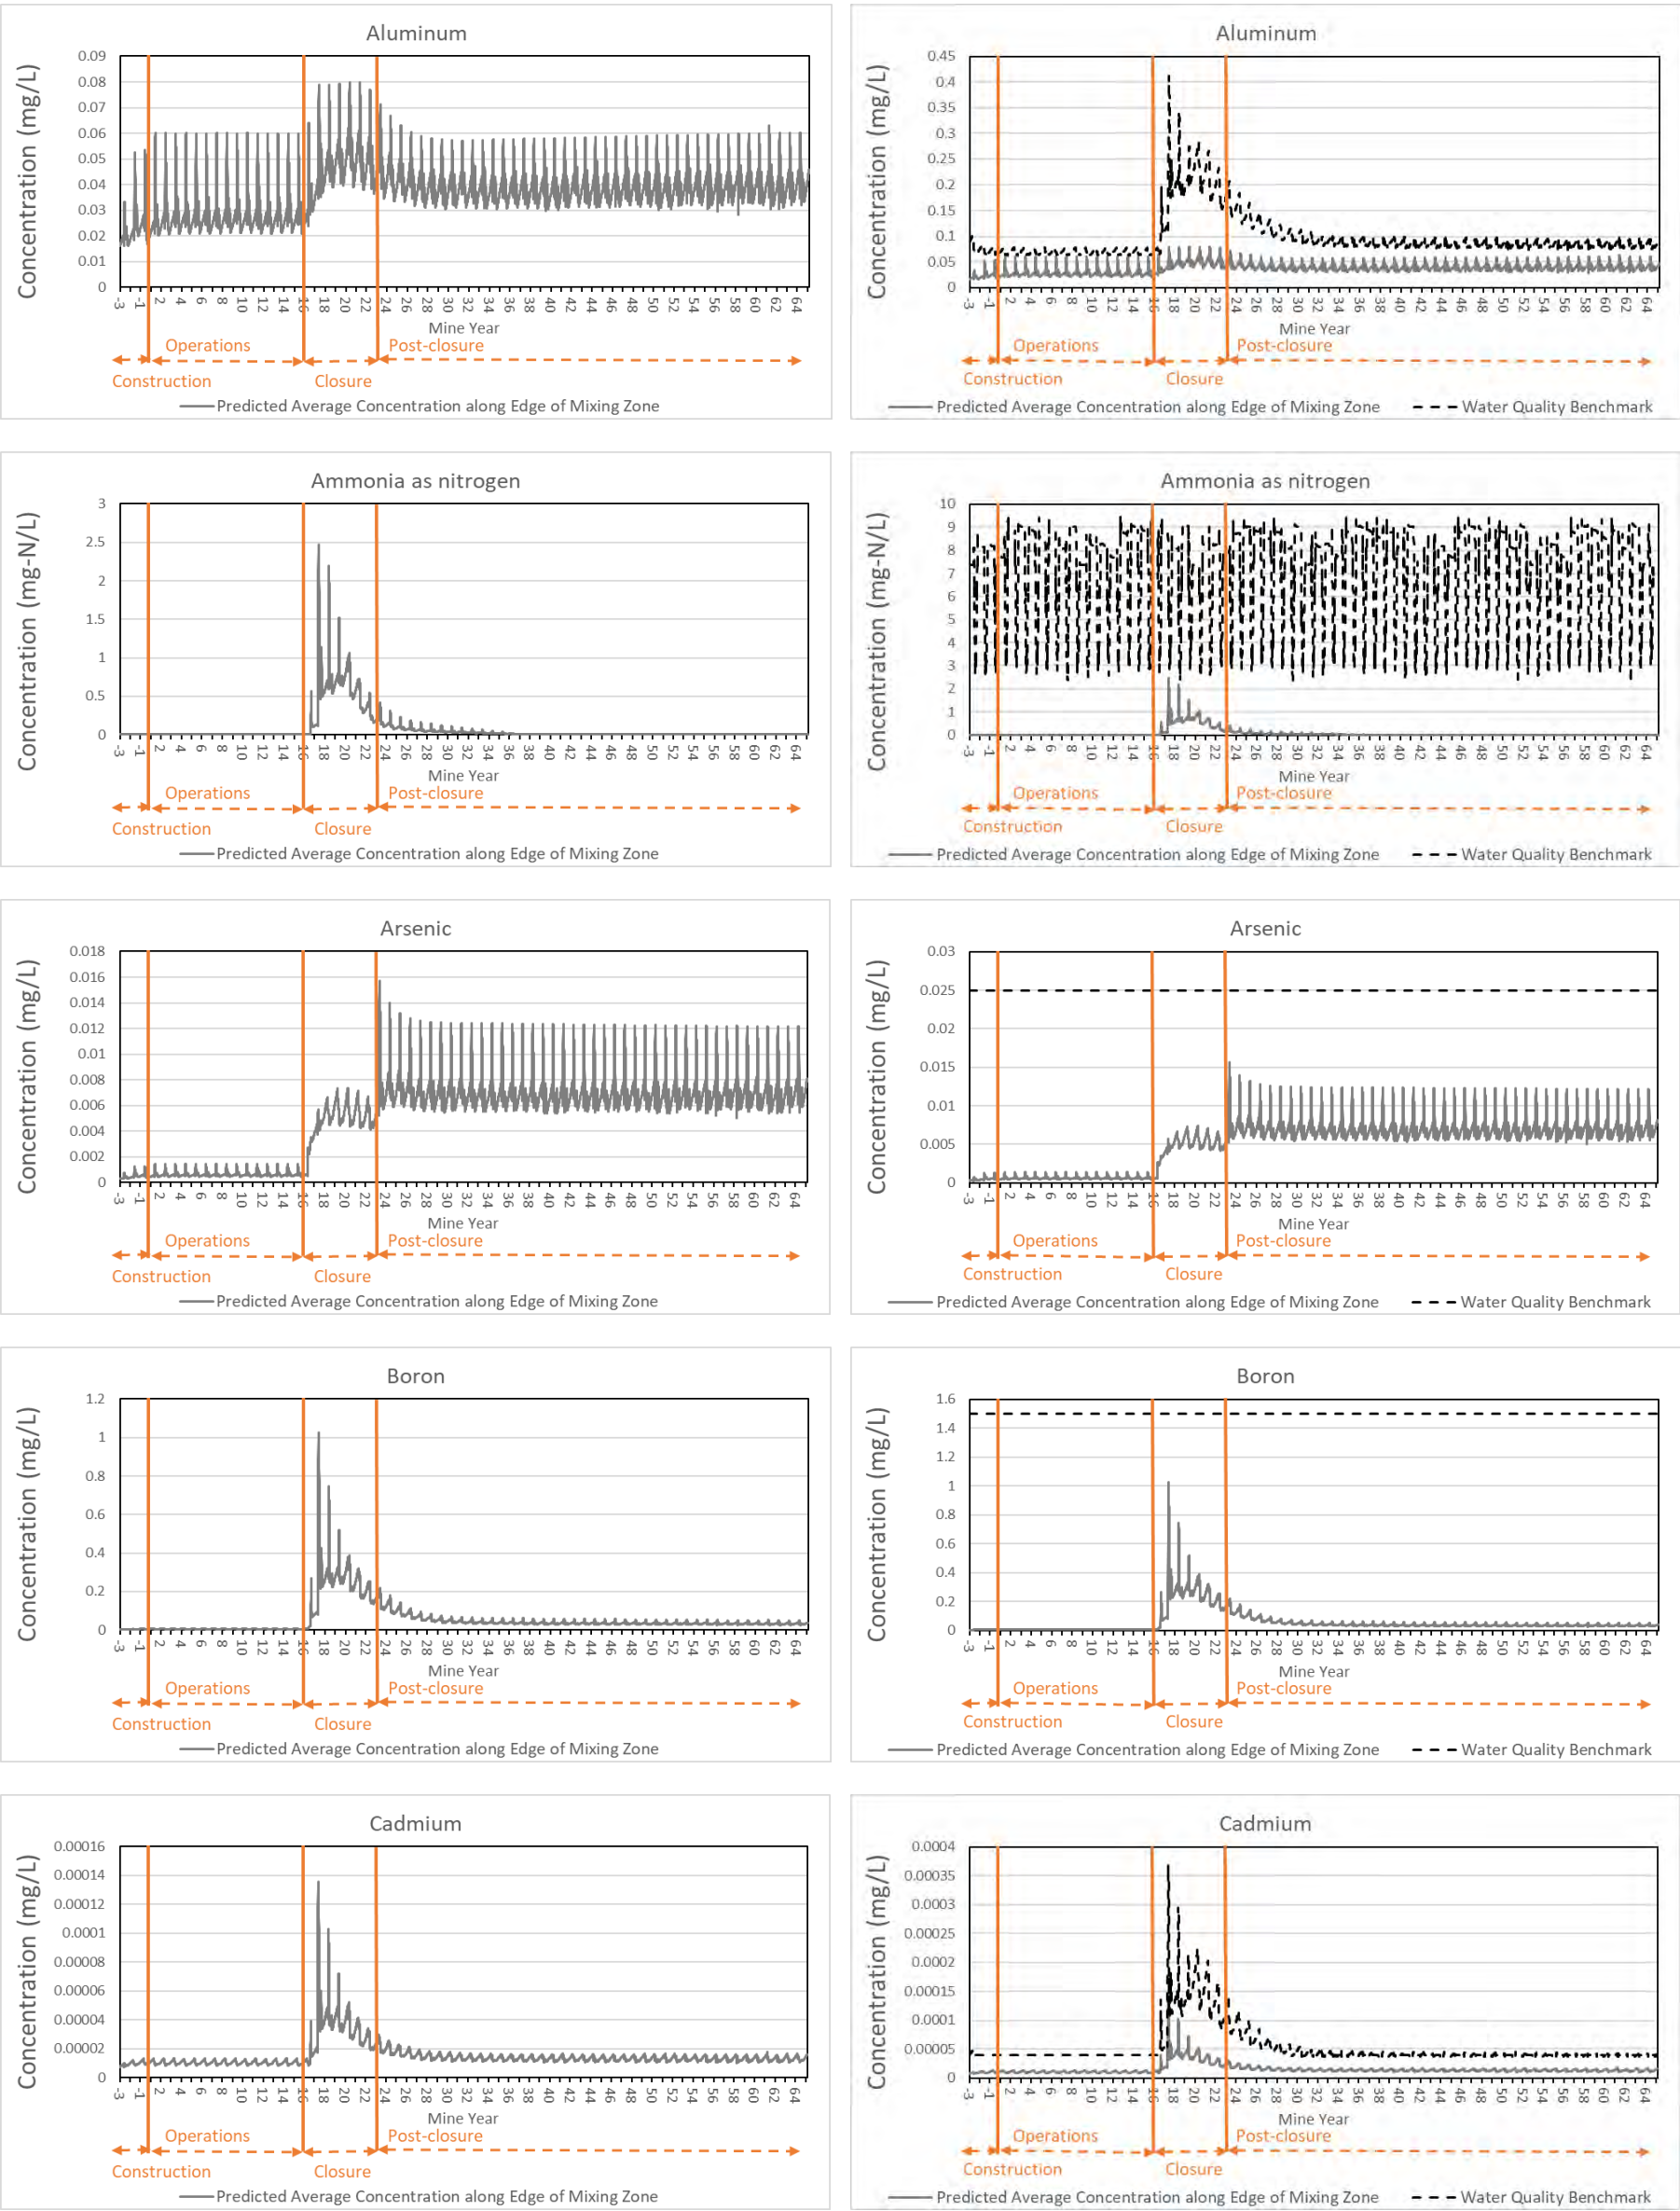 Aluminum
Concentration (mg/L)
0.09
0.08
0.07
0.06
0.05
0.04
0.03
0.02
0.01
0
-3 -1 2 4 6 8 10 12 14 16 18 20 22 24 26 28 30 32 34 36 38 40 42 44 46 48 50 52 54 56 58 60 62 64
Mine Year
Operations Post-closure
Construction Closure
Predicted Average Concentration along Edge of Mixing Zone
Aluminum
Concentration (mg/L)
0.45
0.4
0.35
0.3
0.25
0.2
0.15
0.1
0.05
0
-3 -1 2 4 6 8 10 12 14 16 18 20 22 24 26 28 30 32 34 36 38 40 42 44 46 48 50 52 54 56 58 60 62 64
Mine Year
Operations Post-closure
Construction Closure
Predicted Average Concentration along Edge of Mixing Zone Water Quality Benchmark
Ammonia as nitrogen
Concentration (mg-N/L)
3
2.5
2
1.5
1
0.5
0
-3 -1 2 4 6 8 10 12 14 16 18 20 22 24 26 28 30 32 34 36 38 40 42 44 46 48 50 52 54 56 58 60 62 64
Mine Year
Operations Post-closure
Construction Closure
Predicted Average Concentration along Edge of Mixing Zone
Ammonia as nitrogen
Concentration (mg-N/L)
10
9
8
7
6
5
4
3
2
1
0
-3 -1 2 4 6 8 10 12 14 16 18 20 22 24 26 28 30 32 34 36 38 40 42 44 46 48 50 52 54 56 58 60 62 64
Mine Year
Operations Post-closure
Construction Closure
Predicted Average Concentration along Edge of Mixing Zone Water Quality Benchmark
Arsenic
Concentration (mg/L)
0.018
0.016
0.014
0.012
0.01
0.008
0.006
0.004
0.002
0
-3 -1 2 4 6 8 10 12 14 16 18 20 22 24 26 28 30 32 34 36 38 40 42 44 46 48 50 52 54 56 58 60 62 64
Mine Year
Operations Post-closure
Construction Closure
Predicted Average Concentration along Edge of Mixing Zone
Arsenic
Concentration (mg/L)
0.03
0.025
0.02
0.015
0.01
0.005
0
-3 -1 2 4 6 8 10 12 14 16 18 20 22 24 26 28 30 32 34 36 38 40 42 44 46 48 50 52 54 56 58 60 62 64
Mine Year
Operations Post-closure
Construction Closure
Predicted Average Concentration along Edge of Mixing Zone Water Quality Benchmark
Boron
Concentration (mg/L)
1.2
1
0.8
0.6
0.4
0.2
0
-3 -1 2 4 6 8 10 12 14 16 18 20 22 24 26 28 30 32 34 36 38 40 42 44 46 48 50 52 54 56 58 60 62 64
Mine Year
Operations Post-closure
Construction Closure
Predicted Average Concentration along Edge of Mixing Zone
Boron
Concentration (mg/L)
1.6
1.4
1.2
1
0.8
0.6
0.4
0.2
0
-3 -1 2 4 6 8 10 12 14 16 18 20 22 24 26 28 30 32 34 36 38 40 42 44 46 48 50 52 54 56 58 60 62 64
Mine Year
Operations Post-closure
Construction Closure
Predicted Average Concentration along Edge of Mixing Zone Water Quality Benchmark
Cadmium
Concentration (mg/L)
0.00016
0.00014
0.00012
0.0001
0.00008
0.00006
0.00004
0.00002
0
-3 -1 2 4 6 8 10 12 14 16 18 20 22 24 26 28 30 32 34 36 38 40 42 44 46 48 50 52 54 56 58 60 62 64
Mine Year
Operations Post-closure
Construction Closure
Predicted Average Concentration along Edge of Mixing Zone
Cadmium
Concentration (mg/L)
0.0004
0.00035
0.0003
0.00025
0.0002
0.00015
0.0001
0.00005
0
-3 -1 2 4 6 8 10 12 14 16 18 20 22 24 26 28 30 32 34 36 38 40 42 44 46 48 50 52 54 56 58 60 62 64
Mine Year
Operations Post-closure
Construction Closure
Predicted Average Concentration along Edge of Mixing Zone Water Quality Benchmark